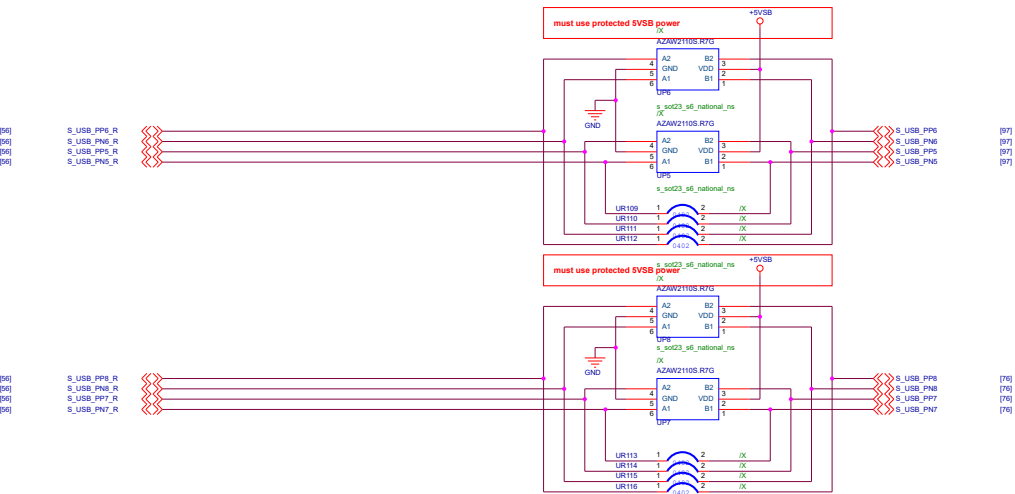 +5VSB
must use protected 5VSB power
/X
AZAW2110S.R7G
A2 B2
4 GND VDD 3
5 A1 B1 2
6 1
UP6
s_sot23_s6_national_ns
/X
GND
AZAW2110S.R7G
[56] S_USB_PP6_R S_USB_PP6 [97]
[56] S_USB_PN6_R A2 B2 S_USB_PN6 [97]
[56] S_USB_PP5_R 4 GND VDD 3 S_USB_PP5 [97]
[56] S_USB_PN5_R 5 A1 B1 2 S_USB_PN5 [97]
6 1
UP5
s_sot23_s6_national_ns
UR109 1 2 /X
UR110 1 2 /X
UR111 1 2 /X
UR112 1 2 /X
0402
+5VSB
s_sot23_s6_national_ns
must use protected 5VSB power
/X
AZAW2110S.R7G
A2 B2
4 GND VDD 3
5 A1 B1 2
6 1
UP8
s_sot23_s6_national_ns
/X
GND
AZAW2110S.R7G
[56] S_USB_PP8_R S_USB_PP8 [76]
[56] S_USB_PN8_R A2 B2 S_USB_PN8 [76]
[56] S_USB_PP7_R 4 GND VDD 3 S_USB_PP7 [76]
[56] S_USB_PN7_R 5 A1 B1 2 S_USB_PN7 [76]
6 1
UP7
UR113 1 2 /X
UR114 1 2 /X
UR115 1 2 /X
UR116 1 2 /X
0402